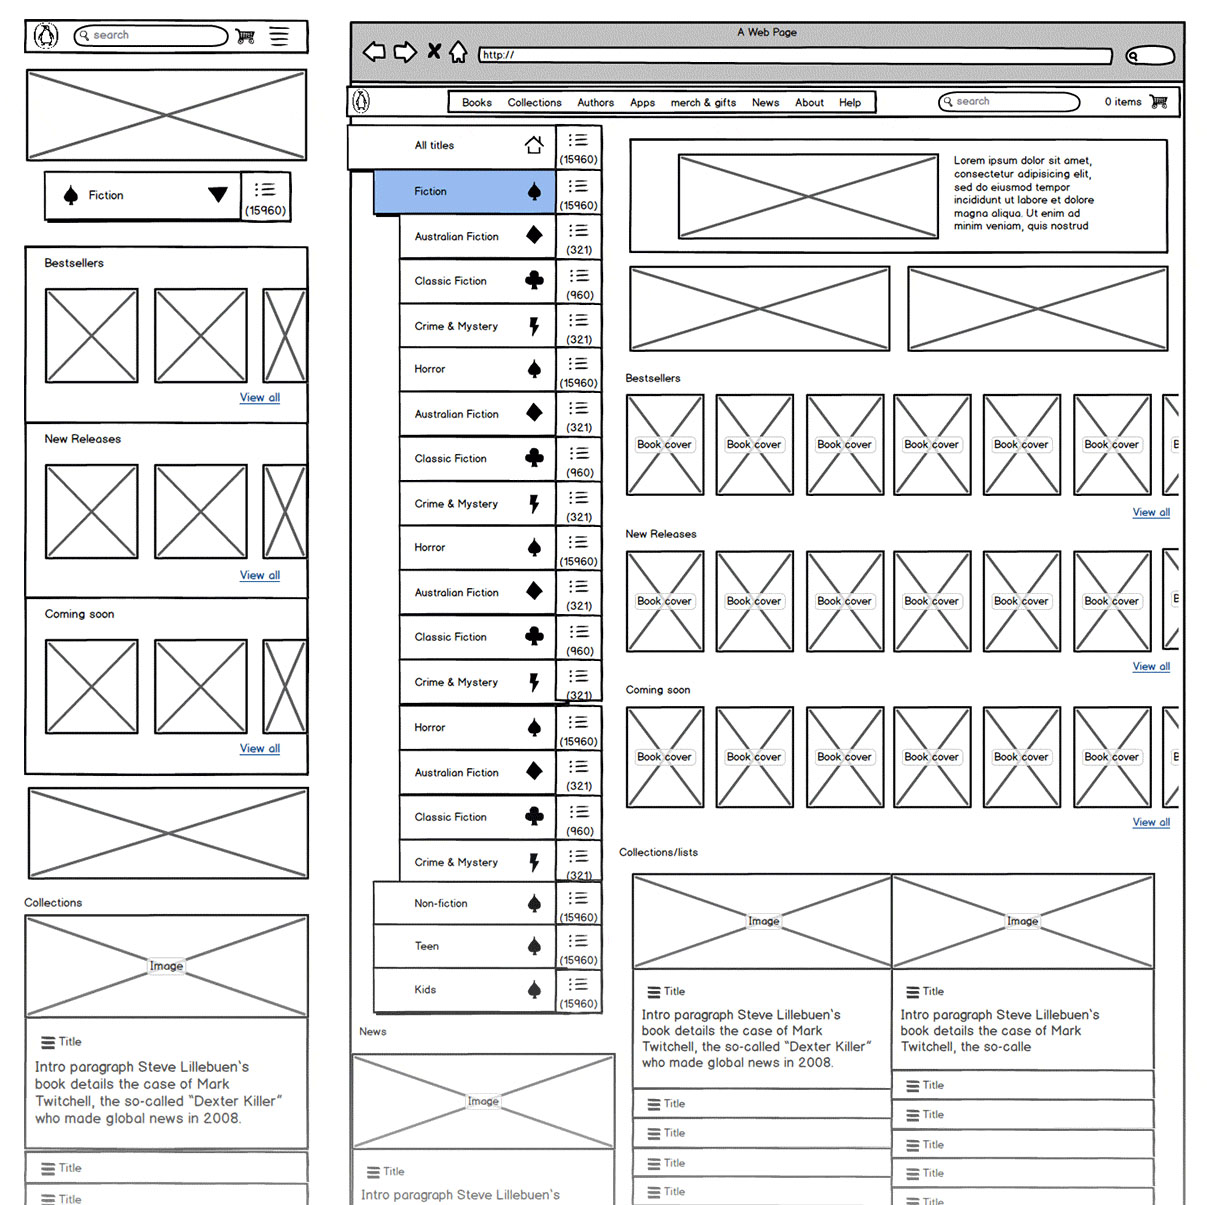 search
Fiction
(15960)
Bestsellers
View all
New Releases
View all
Coming soon
View all
Collections
Image
Title
Intro paragraph Steve Lillebuen's
book details the case of Mark
Twitchell, the so-called "Dexter Killer"
who made global news in 2008.
Title
Title
A Web Page
http://
Books Collections Authors Apps merch & gifts News About Help
search
0 items
All titles
(15960)
Fiction
(15960)
Australian Fiction
(321)
Classic Fiction
(960)
Crime & Mystery
(321)
Horror
(15960)
Australian Fiction
(321)
Classic Fiction
(960)
Crime & Mystery
(321)
Horror
(15960)
Australian Fiction
(321)
Classic Fiction
(960)
Crime & Mystery
(321)
Horror
(15960)
Australian Fiction
(321)
Classic Fiction
(960)
Crime & Mystery
(321)
Non-fiction
(15960)
Teen
(15960)
Kids
(15960)
News
Image
Title
Intro paragraph Steve Lillebuen's
Lorem ipsum dolor sit amet,
consectetur adipisicing elit,
sed do eiusmod tempor
incididunt ut labore et dolore
magna aliqua. Ut enim ad
minim veniam, quis nostrud
Bestsellers
Book cover Book cover Book cover Book cover Book cover Book cover B
View all
New Releases
Book cover Book cover Book cover Book cover Book cover Book cover B
View all
Coming soon
Book cover Book cover Book cover Book cover Book cover Book cover B
View all
Collections/lists
Image
Title
Intro paragraph Steve Lillebuen's
book details the case of Mark
Twitchell, the so-called "Dexter Killer"
who made global news in 2008.
Title
Title
Title
Title
Image
Title
Intro paragraph Steve Lillebuen's
book details the case of Mark
Twitchell, the so-calle
Title
Title
Title
Title
Title